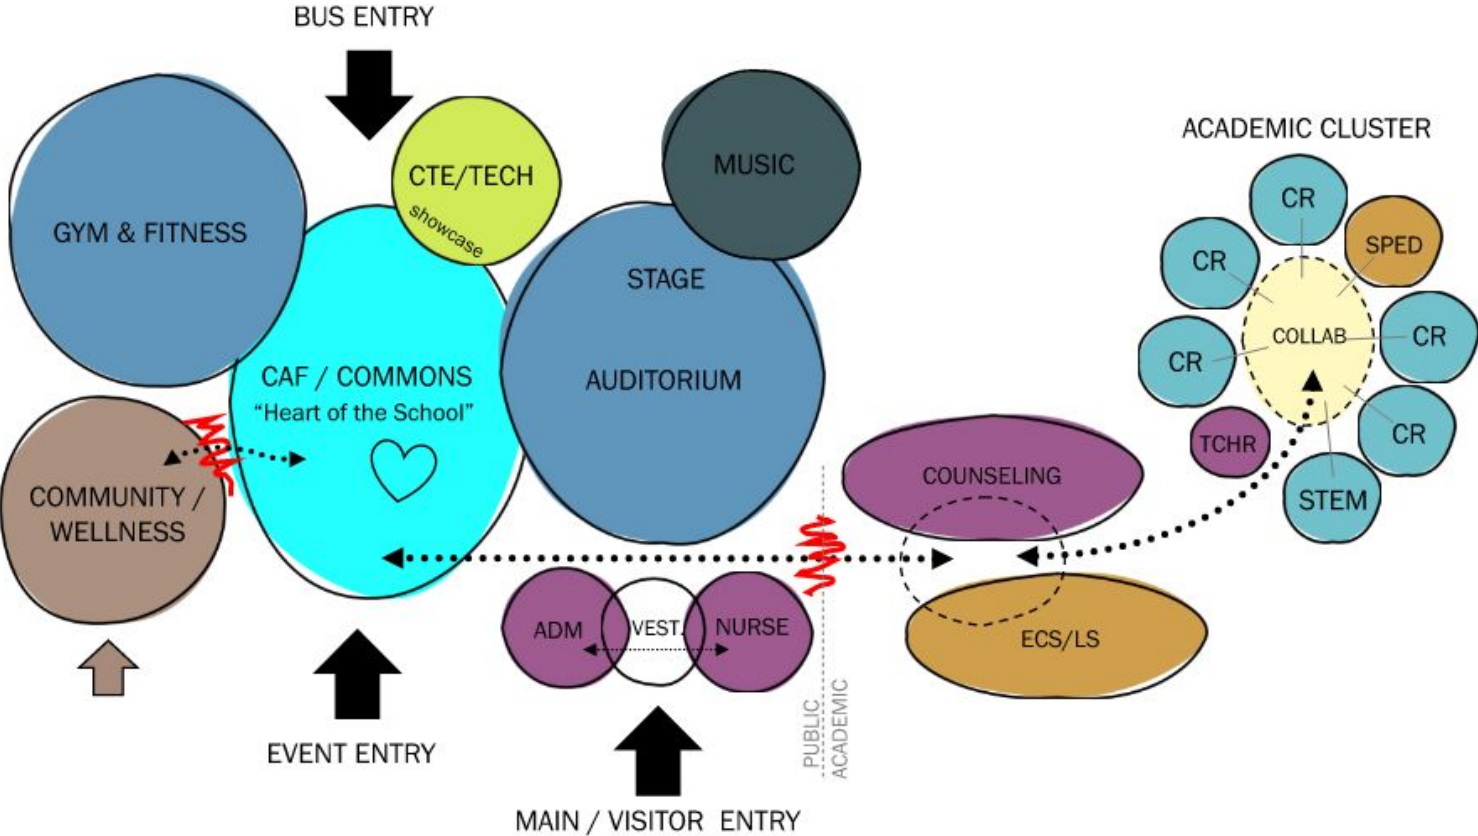 BUS ENTRY
ACADEMIC CLUSTER
CTE/TECH
showcase
MUSIC
GYM & FITNESS
STAGE
CAF / COMMONS
"Heart of the School"
AUDITORIUM
COMMUNITY /
WELLNESS
CR
SPED
CR
COLLAB
CR
CR
CR
TCHR
STEM
COUNSELING
ECS/LS
ADM
VEST.
NURSE
PUBLIC
ACADEMIC
EVENT ENTRY
MAIN / VISITOR ENTRY